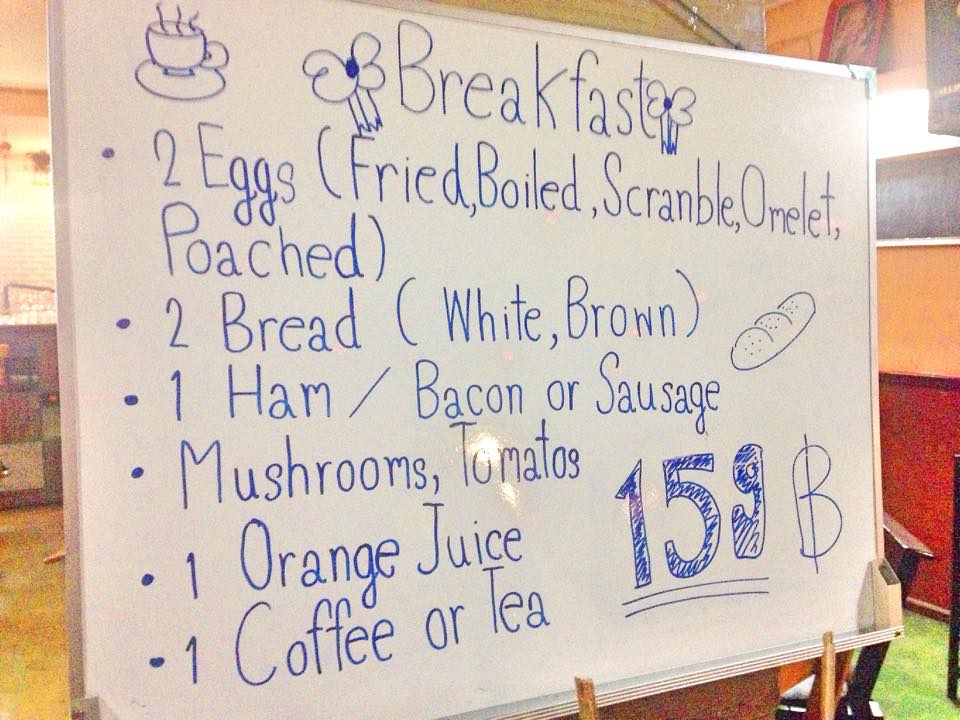 Breakfast
• 2 Eggs (Fried,Boiled,Scranble,Omelet,
Poached)
• 2 Bread ( White,Brown)
• 1 Ham / Bacon or Sausage
• Mushrooms, Tomatos
• 1 Orange Juice
• 1 Coffee or Tea
159 ฿